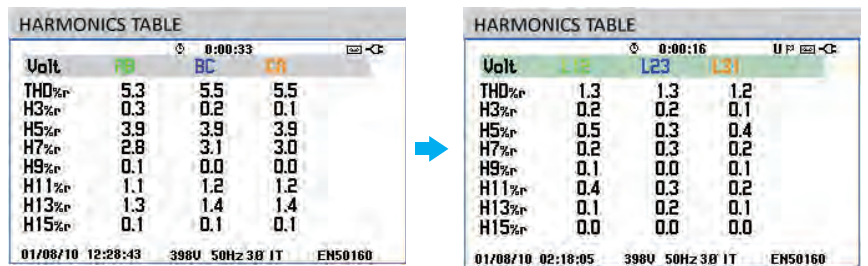 HARMONICS TABLE
0:00:33
Volt AB BC CA
THD%r 5.3 5.5 5.5
H3%r 0.3 0.2 0.1
H5%r 3.9 3.9 3.9
H7%r 2.8 3.1 3.0
H9%r 0.1 0.0 0.0
H11%r 1.1 1.2 1.2
H13%r 1.3 1.4 1.4
H15%r 0.1 0.1 0.1
01/08/10 12:28:43 398V 50Hz 3Ø IT EN50160
HARMONICS TABLE
0:00:16 U
Volt L12 L23 L31
THD%r 1.3 1.3 1.2
H3%r 0.2 0.2 0.1
H5%r 0.5 0.3 0.4
H7%r 0.2 0.3 0.2
H9%r 0.1 0.0 0.1
H11%r 0.4 0.3 0.2
H13%r 0.1 0.2 0.1
H15%r 0.0 0.0 0.0
01/08/10 02:18:05 398V 50Hz 3Ø IT EN50160